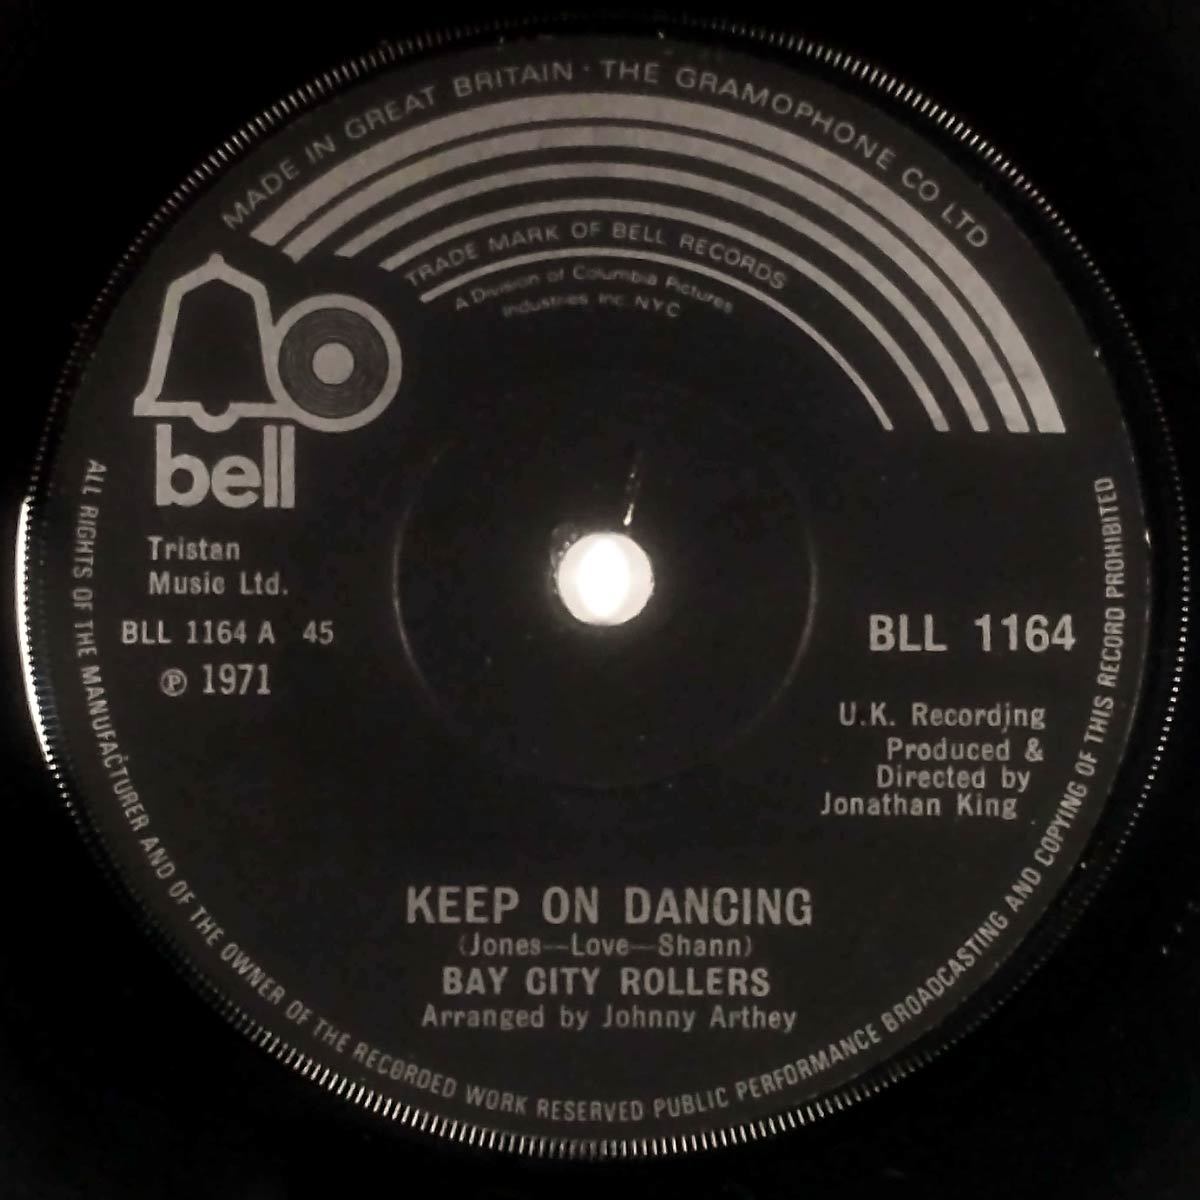 MADE IN GREAT BRITAIN · THE GRAMOPHONE CO LTD
TRADE MARK OF BELL RECORDS
A Division of Columbia Pictures
Industries Inc. NYC
bell
Tristan
Music Ltd.
BLL 1164 A 45
℗ 1971
BLL 1164
U.K. Recording
Produced &
Directed by
Jonathan King
KEEP ON DANCING
(Jones—Love—Shann)
BAY CITY ROLLERS
Arranged by Johnny Arthey
ALL RIGHTS OF THE MANUFACTURER AND OF THE OWNER OF THE RECORDED WORK RESERVED PUBLIC PERFORMANCE BROADCASTING AND COPYING OF THIS RECORD PROHIBITED